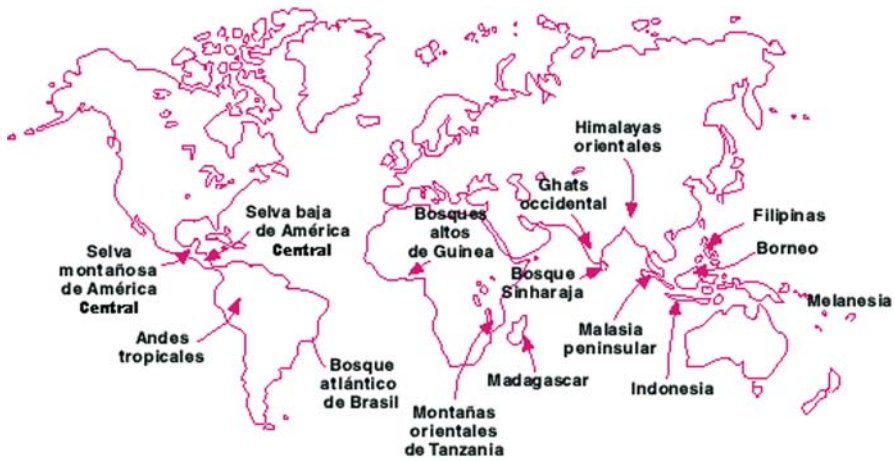 Himalayas
orientales
Ghats
occidental
Selva baja
de América
Central
Bosques
altos
de Guinea
Filipinas
Borneo
Selva
montañosa
de América
Central
Bosque
Sinharaja
Melanesia
Andes
tropicales
Malasia
peninsular
Bosque
atlántico
de Brasil
Madagascar
Indonesia
Montañas
orientales
de Tanzania